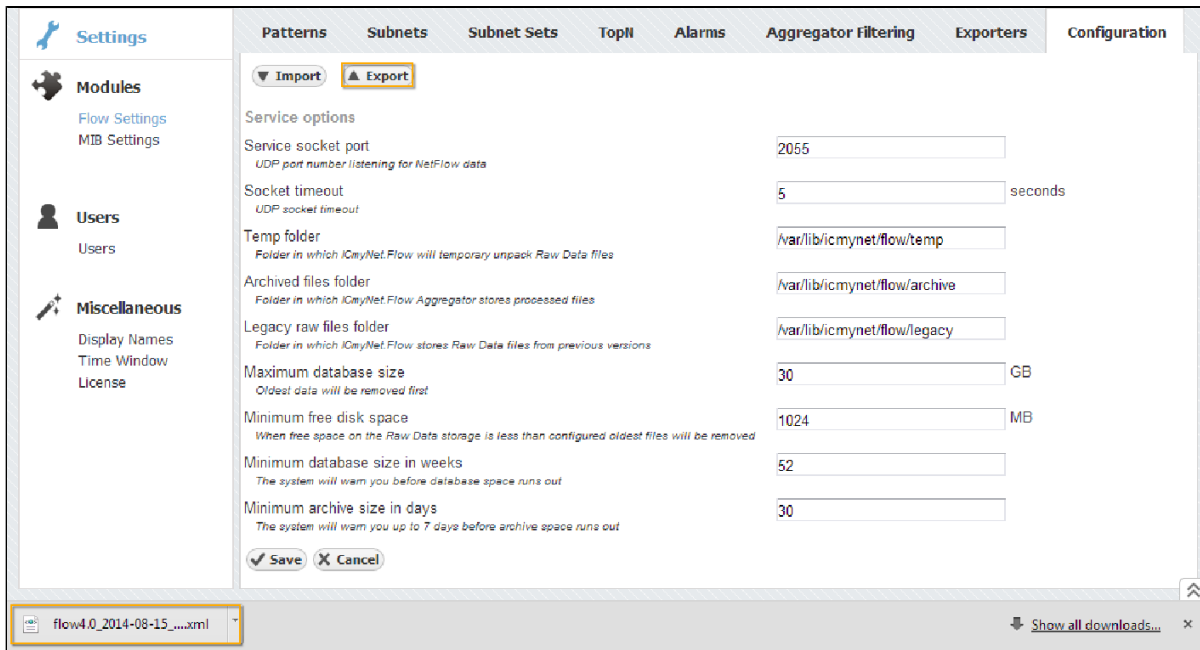 Settings
Patterns Subnets Subnet Sets TopN Alarms Aggregator Filtering Exporters Configuration
Modules
Flow Settings
MIB Settings
Users
Users
Miscellaneous
Display Names
Time Window
License
Import Export
Service options
Service socket port 2055
UDP port number listening for NetFlow data
Socket timeout 5 seconds
UDP socket timeout
Temp folder /var/lib/icmynet/flow/temp
Folder in which ICmyNet.Flow will temporary unpack Raw Data files
Archived files folder /var/lib/icmynet/flow/archive
Folder in which ICmyNet.Flow Aggregator stores processed files
Legacy raw files folder /var/lib/icmynet/flow/legacy
Folder in which ICmyNet.Flow stores Raw Data files from previous versions
Maximum database size 30 GB
Oldest data will be removed first
Minimum free disk space 1024 MB
When free space on the Raw Data storage is less than configured oldest files will be removed
Minimum database size in weeks 52
The system will warn you before database space runs out
Minimum archive size in days 30
The system will warn you up to 7 days before archive space runs out
Save Cancel
flow4.0_2014-08-15_....xml Show all downloads...